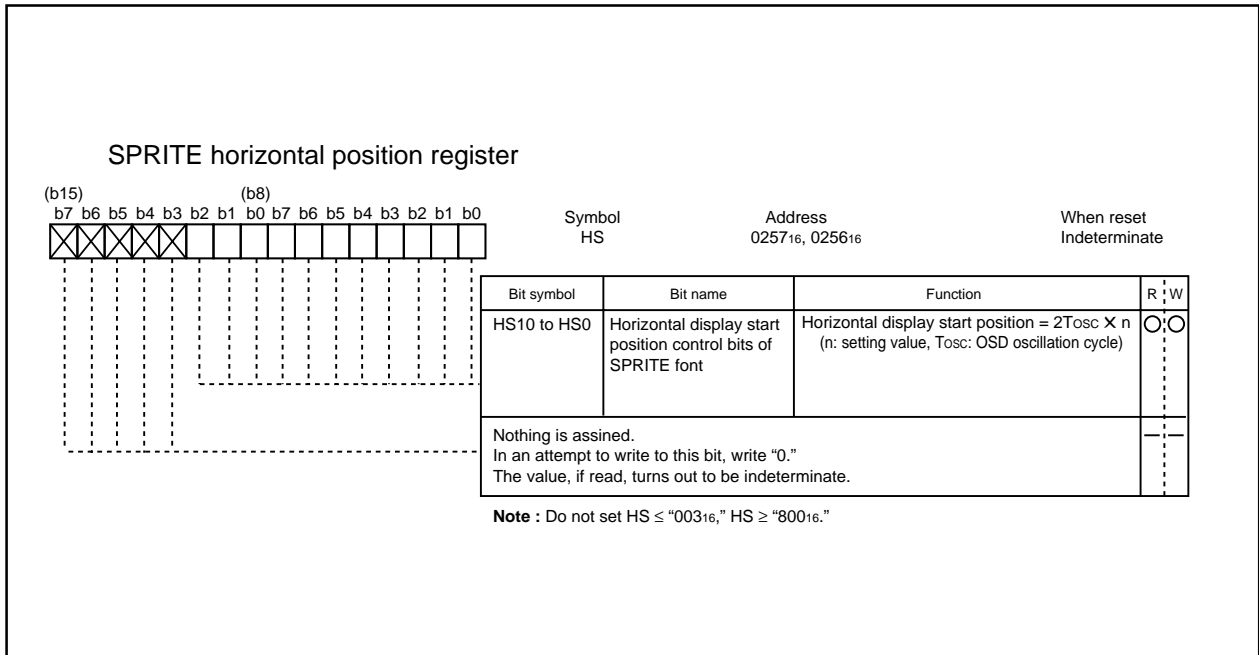 SPRITE horizontal position register
(b15) (b8)
b7 b6 b5 b4 b3 b2 b1 b0 b7 b6 b5 b4 b3 b2 b1 b0
Symbol Address When reset
HS 025716, 025616 Indeterminate
Bit symbol Bit name Function R W
HS10 to HS0 Horizontal display start Horizontal display start position = 2TOSC X n
position control bits of (n: setting value, TOSC: OSD oscillation cycle)
SPRITE font
Nothing is assined.
In an attempt to write to this bit, write “0.”
The value, if read, turns out to be indeterminate.
Note : Do not set HS ≤ “00316,” HS ≥ “80016.”